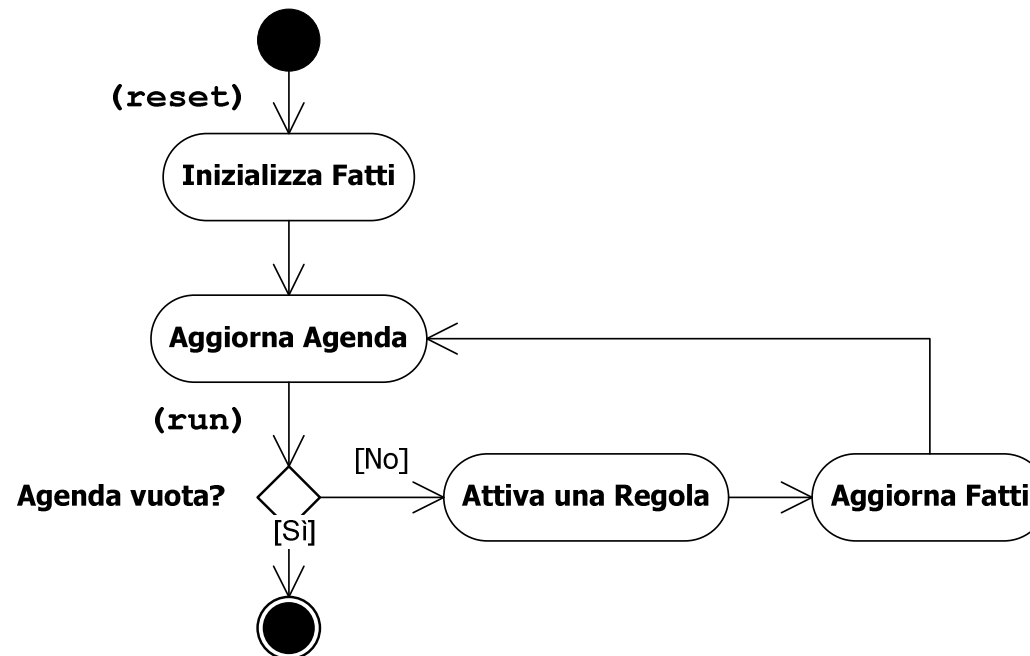 (reset)
Inizializza Fatti
Aggiorna Agenda
(run)
[No]
Agenda vuota?
Attiva una Regola
Aggiorna Fatti
[Sì]